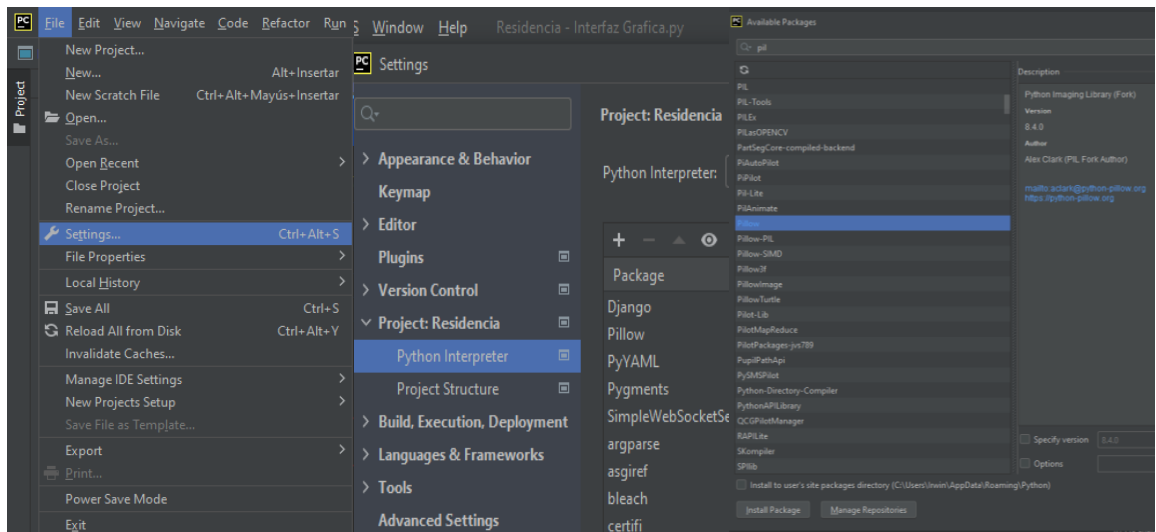 PC File Edit View Navigate Code Refactor Run
Project
New Project...
New... Alt+Insertar
New Scratch File Ctrl+Alt+Mayús+Insertar
Open...
Save As...
Open Recent
Close Project
Rename Project...
Settings... Ctrl+Alt+S
File Properties
Local History
Save All Ctrl+S
Reload All from Disk Ctrl+Alt+Y
Invalidate Caches...
Manage IDE Settings
New Projects Setup
Save File as Template...
Export
Print...
Power Save Mode
Exit
S Window Help Residencia - Interfaz Grafica.py
PC Settings
Appearance & Behavior
Keymap
Editor
Plugins
Version Control
Project: Residencia
Python Interpreter
Project Structure
Build, Execution, Deployment
Languages & Frameworks
Tools
Advanced Settings
Project: Residencia
Python Interpreter:
Package
Django
Pillow
PyYAML
Pygments
SimpleWebSocketSe
argparse
asgiref
bleach
certifi
PC Available Packages
pil
PIL
PIL-Tools
PILEx
PILasOPENCV
PartSegCore-compiled-backend
PiAutoPilot
PiPilot
Pil-Lite
PilAnimate
Pillow
Pillow-PIL
Pillow-SIMD
Pillow3f
PillowImage
PillowTurtle
Pilot-Lib
PilotMapReduce
PilotPackages-jvs789
PupilPathApi
PySMSPilot
Python-Directory-Compiler
PythonAPILibrary
QCGPilotManager
RAPILite
SKompiler
SPIlib
Description
Python Imaging Library (Fork)
Version
8.4.0
Author
Alex Clark (PIL Fork Author)
mailto:aclark@python-pillow.org
https://python-pillow.org
Specify version 8.4.0
Options
Install to user's site packages directory (C:\Users\Irwin\AppData\Roaming\Python)
Install Package Manage Repositories